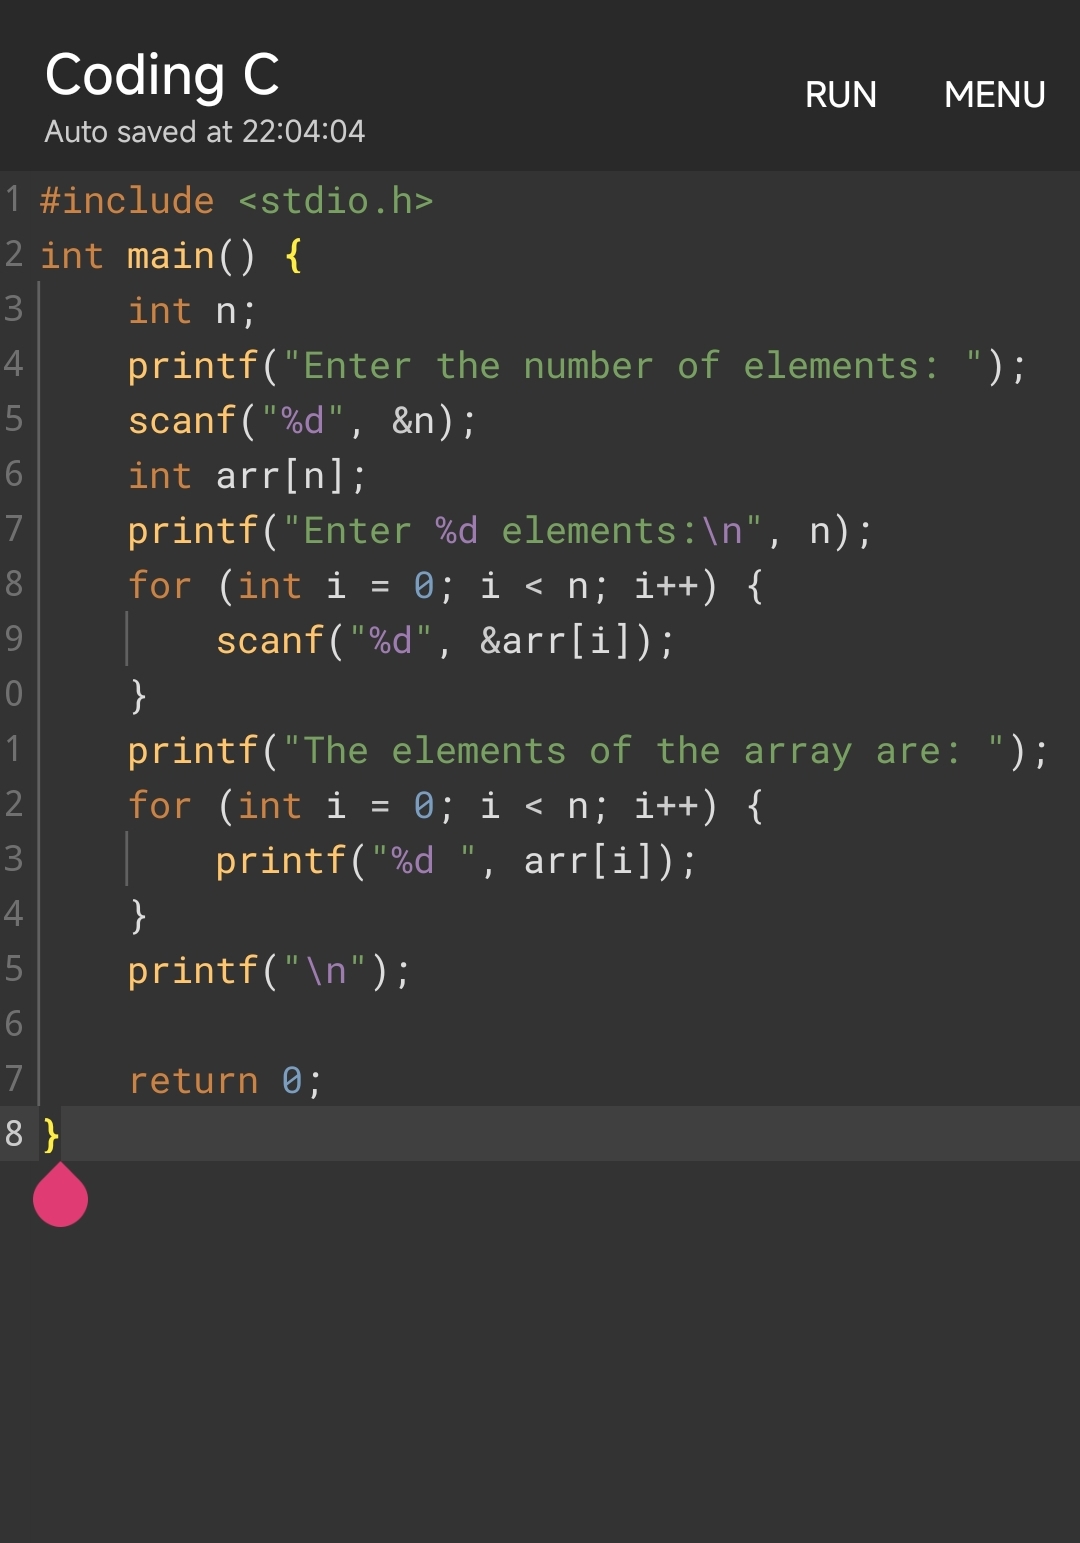 Coding C
Auto saved at 22:04:04
RUN MENU
1 #include <stdio.h>
2 int main() {
3     int n;
4     printf("Enter the number of elements: ");
5     scanf("%d", &n);
6     int arr[n];
7     printf("Enter %d elements:\n", n);
8     for (int i = 0; i < n; i++) {
9         scanf("%d", &arr[i]);
0     }
1     printf("The elements of the array are: ");
2     for (int i = 0; i < n; i++) {
3         printf("%d ", arr[i]);
4     }
5     printf("\n");
6
7     return 0;
8 }